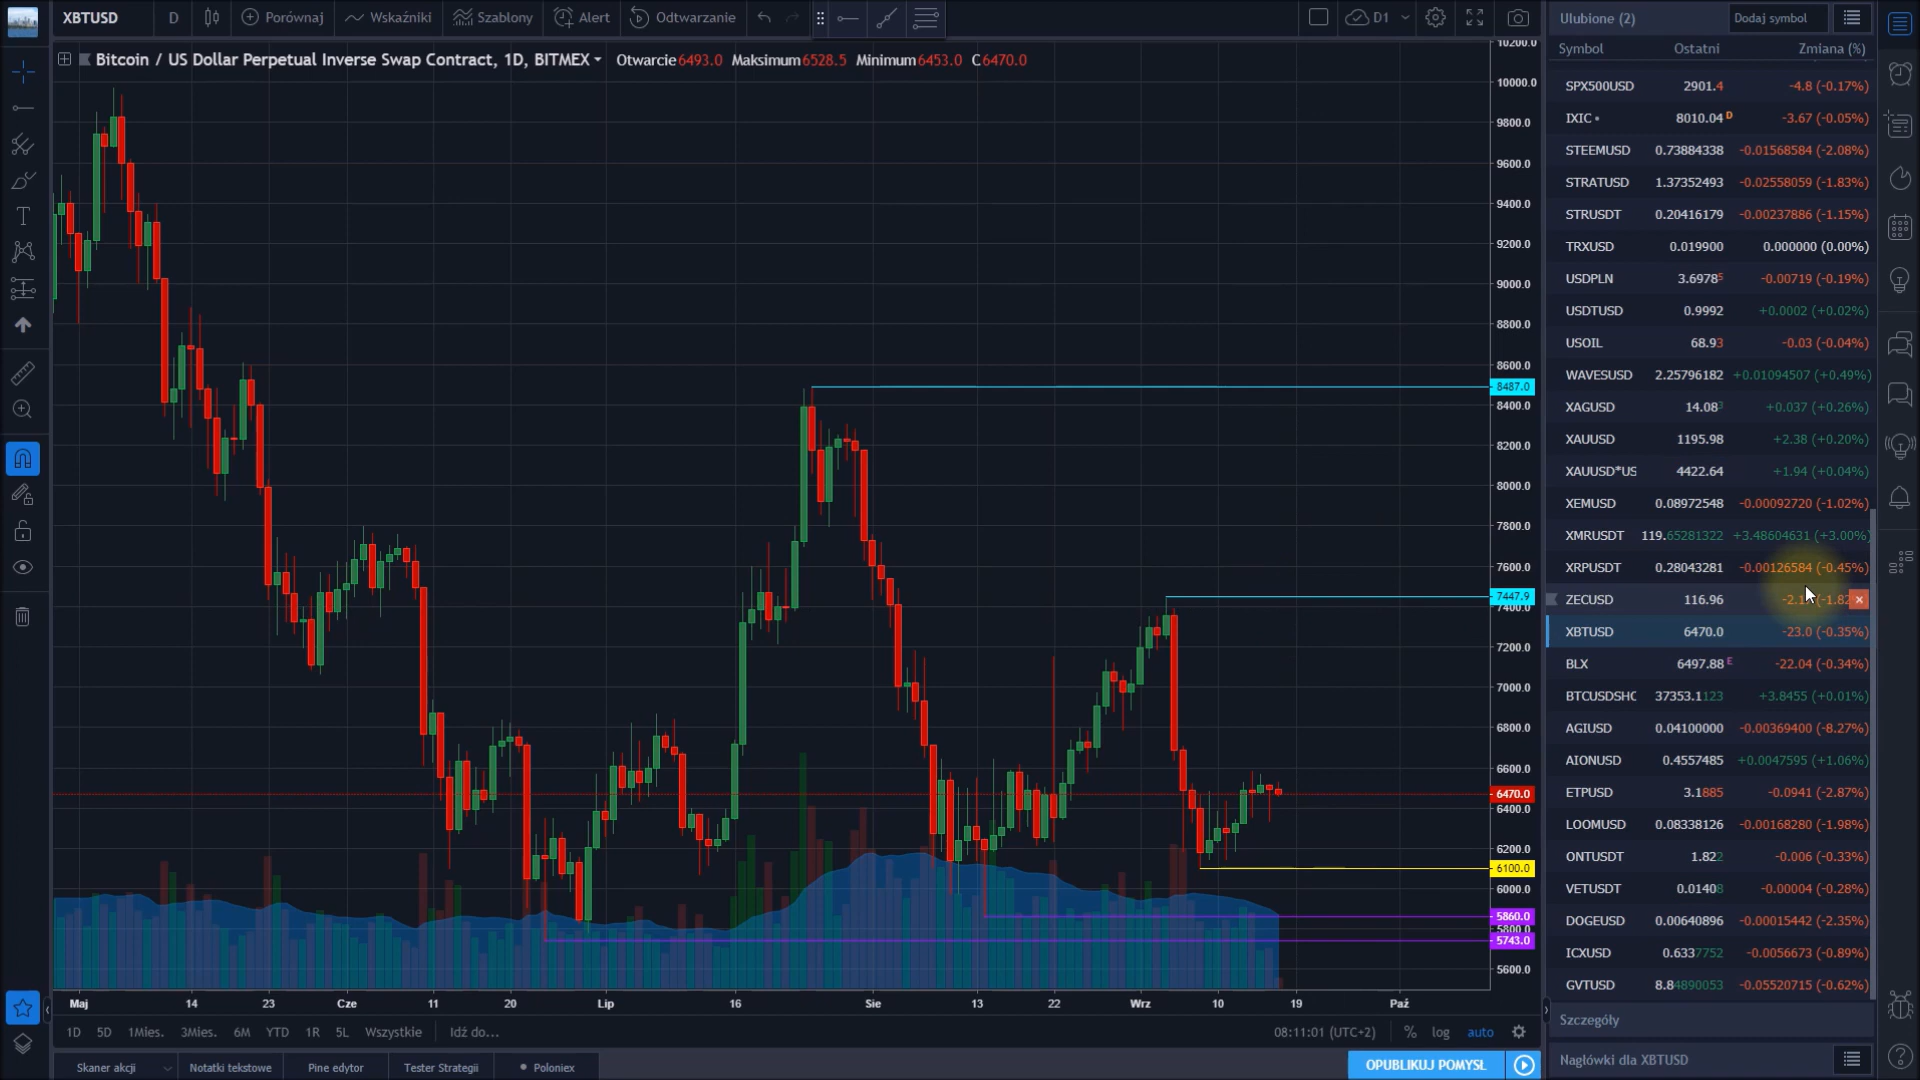 XBTUSD D Porównaj Wskaźniki Szablony Alert Odtwarzanie D1
Bitcoin / US Dollar Perpetual Inverse Swap Contract, 1D, BITMEX Otwarcie6493.0 Maksimum6528.5 Minimum6453.0 C6470.0
10200.0
10000.0
9800.0
9600.0
9400.0
9200.0
9000.0
8800.0
8600.0
8487.0
8400.0
8200.0
8000.0
7800.0
7600.0
7447.9
7400.0
7200.0
7000.0
6800.0
6600.0
6470.0
6400.0
6200.0
6100.0
6000.0
5860.0
5800.0
5743.0
5600.0
Maj 14 23 Cze 11 20 Lip 16 Sie 13 22 Wrz 10 19 Paź
1D 5D 1Mies. 3Mies. 6M YTD 1R 5L Wszystkie Idź do... 08:11:01 (UTC+2) % log auto
Skaner akcji Notatki tekstowe Pine edytor Tester Strategii Poloniex OPUBLIKUJ POMYSŁ
Ulubione (2) Dodaj symbol
Symbol Ostatni Zmiana (%)
SPX500USD 2901.4 -4.8 (-0.17%)
IXIC 8010.04 D -3.67 (-0.05%)
STEEMUSD 0.73884338 -0.01568584 (-2.08%)
STRATUSD 1.37352493 -0.02558059 (-1.83%)
STRUSDT 0.20416179 -0.00237886 (-1.15%)
TRXUSD 0.019900 0.000000 (0.00%)
USDPLN 3.69785 -0.00719 (-0.19%)
USDTUSD 0.9992 +0.0002 (+0.02%)
USOIL 68.93 -0.03 (-0.04%)
WAVESUSD 2.25796182 +0.01094507 (+0.49%)
XAGUSD 14.083 +0.037 (+0.26%)
XAUUSD 1195.98 +2.38 (+0.20%)
XAUUSD*US 4422.64 +1.94 (+0.04%)
XEMUSD 0.08972548 -0.00092720 (-1.02%)
XMRUSDT 119.65281322 +3.48604631 (+3.00%)
XRPUSDT 0.28043281 -0.00126584 (-0.45%)
ZECUSD 116.96 (-1.82
XBTUSD 6470.0 -23.0 (-0.35%)
BLX 6497.88 E -22.04 (-0.34%)
BTCUSDSHC 37353.1123 +3.8455 (+0.01%)
AGIUSD 0.04100000 -0.00369400 (-8.27%)
AIONUSD 0.4557485 +0.0047595 (+1.06%)
ETPUSD 3.1885 -0.0941 (-2.87%)
LOOMUSD 0.08338126 -0.00168280 (-1.98%)
ONTUSDT 1.822 -0.006 (-0.33%)
VETUSDT 0.01408 -0.00004 (-0.28%)
DOGEUSD 0.00640896 -0.00015442 (-2.35%)
ICXUSD 0.6337752 -0.0056673 (-0.89%)
GVTUSD 8.84890053 -0.05520715 (-0.62%)
Szczegóły
Nagłówki dla XBTUSD